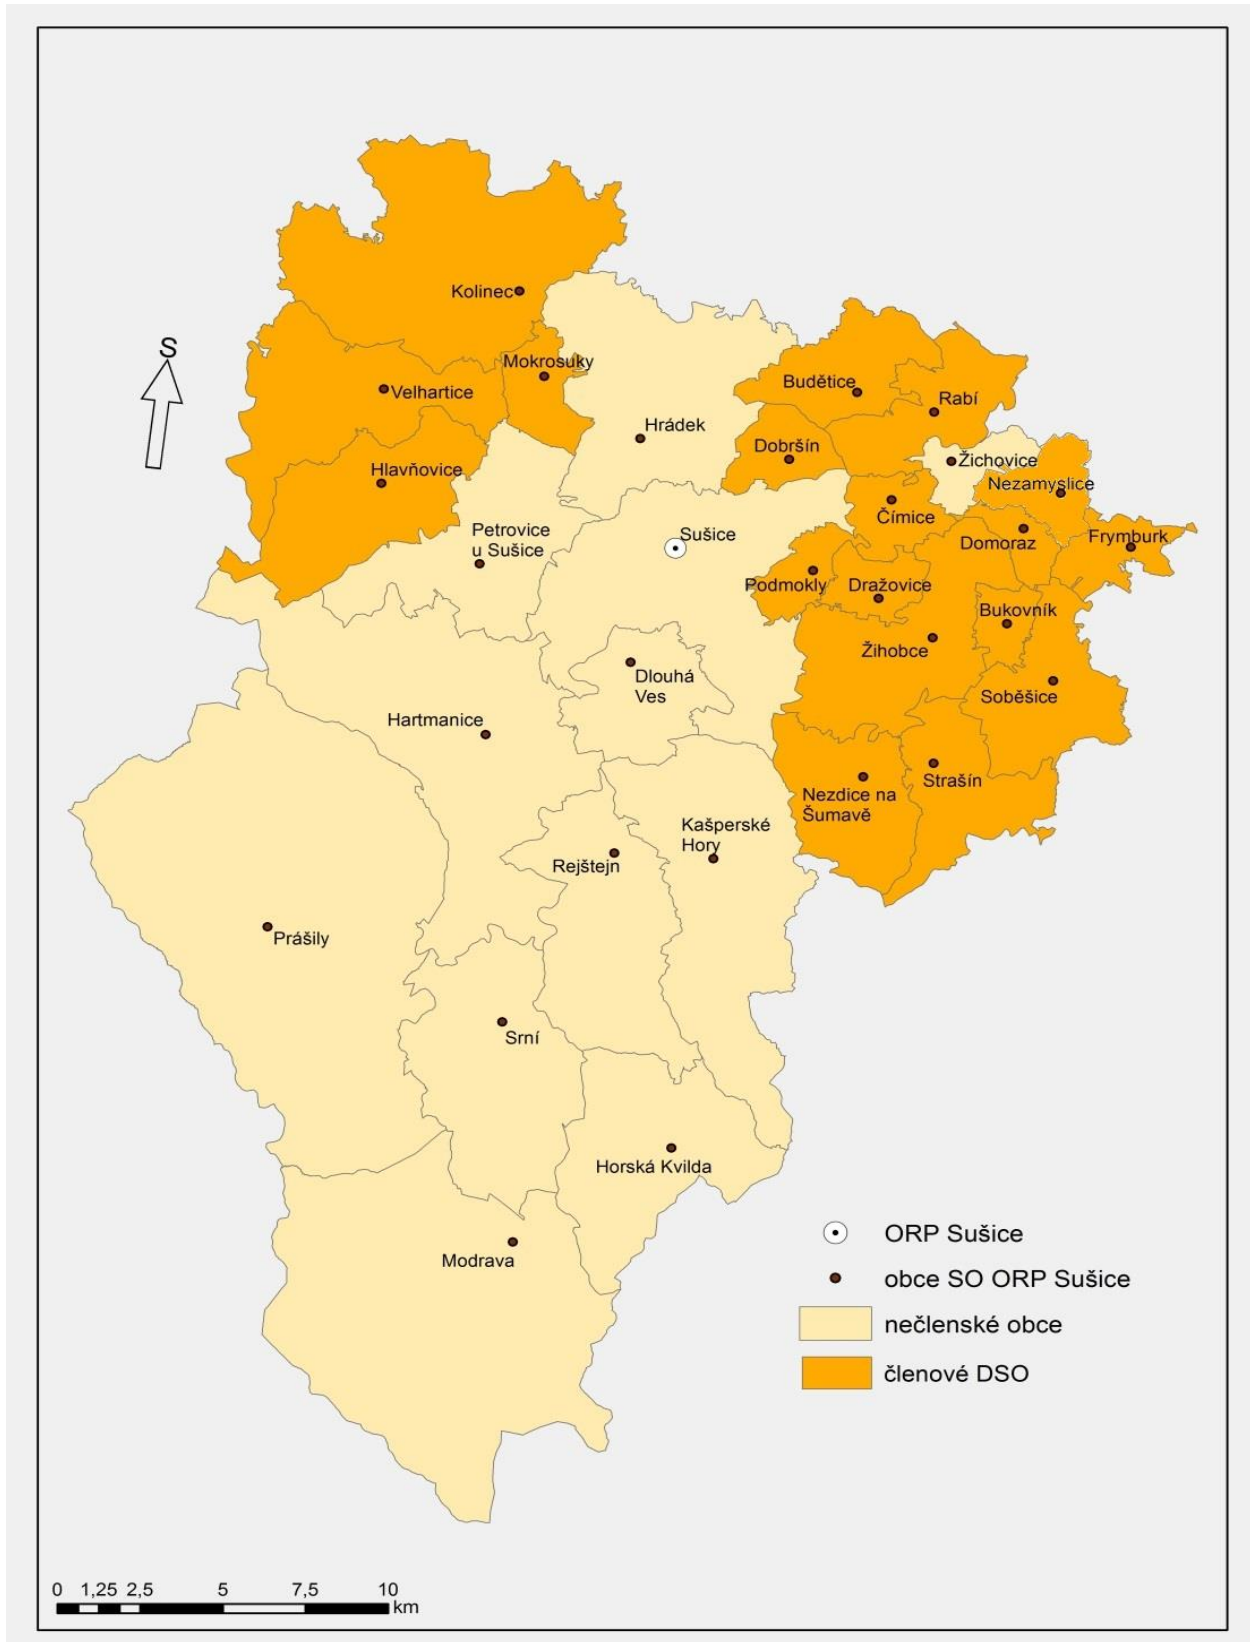 Kolinec
S
Mokrosuky
Velhartice
Budětice
Rabí
Hrádek
Dobršín
Žichovice
Hlavňovice
Nezamyslice
Čímice
Petrovice
u Sušice
Sušice
Domoraz
Frymburk
Podmokly
Dražovice
Bukovník
Žihobce
Dlouhá
Ves
Soběšice
Hartmanice
Strašín
Nezdice na
Šumavě
Kašperské
Hory
Rejštejn
Prášily
Srní
Horská Kvilda
Modrava
ORP Sušice
obce SO ORP Sušice
nečlenské obce
členové DSO
0 1,25 2,5 5 7,5 10
km